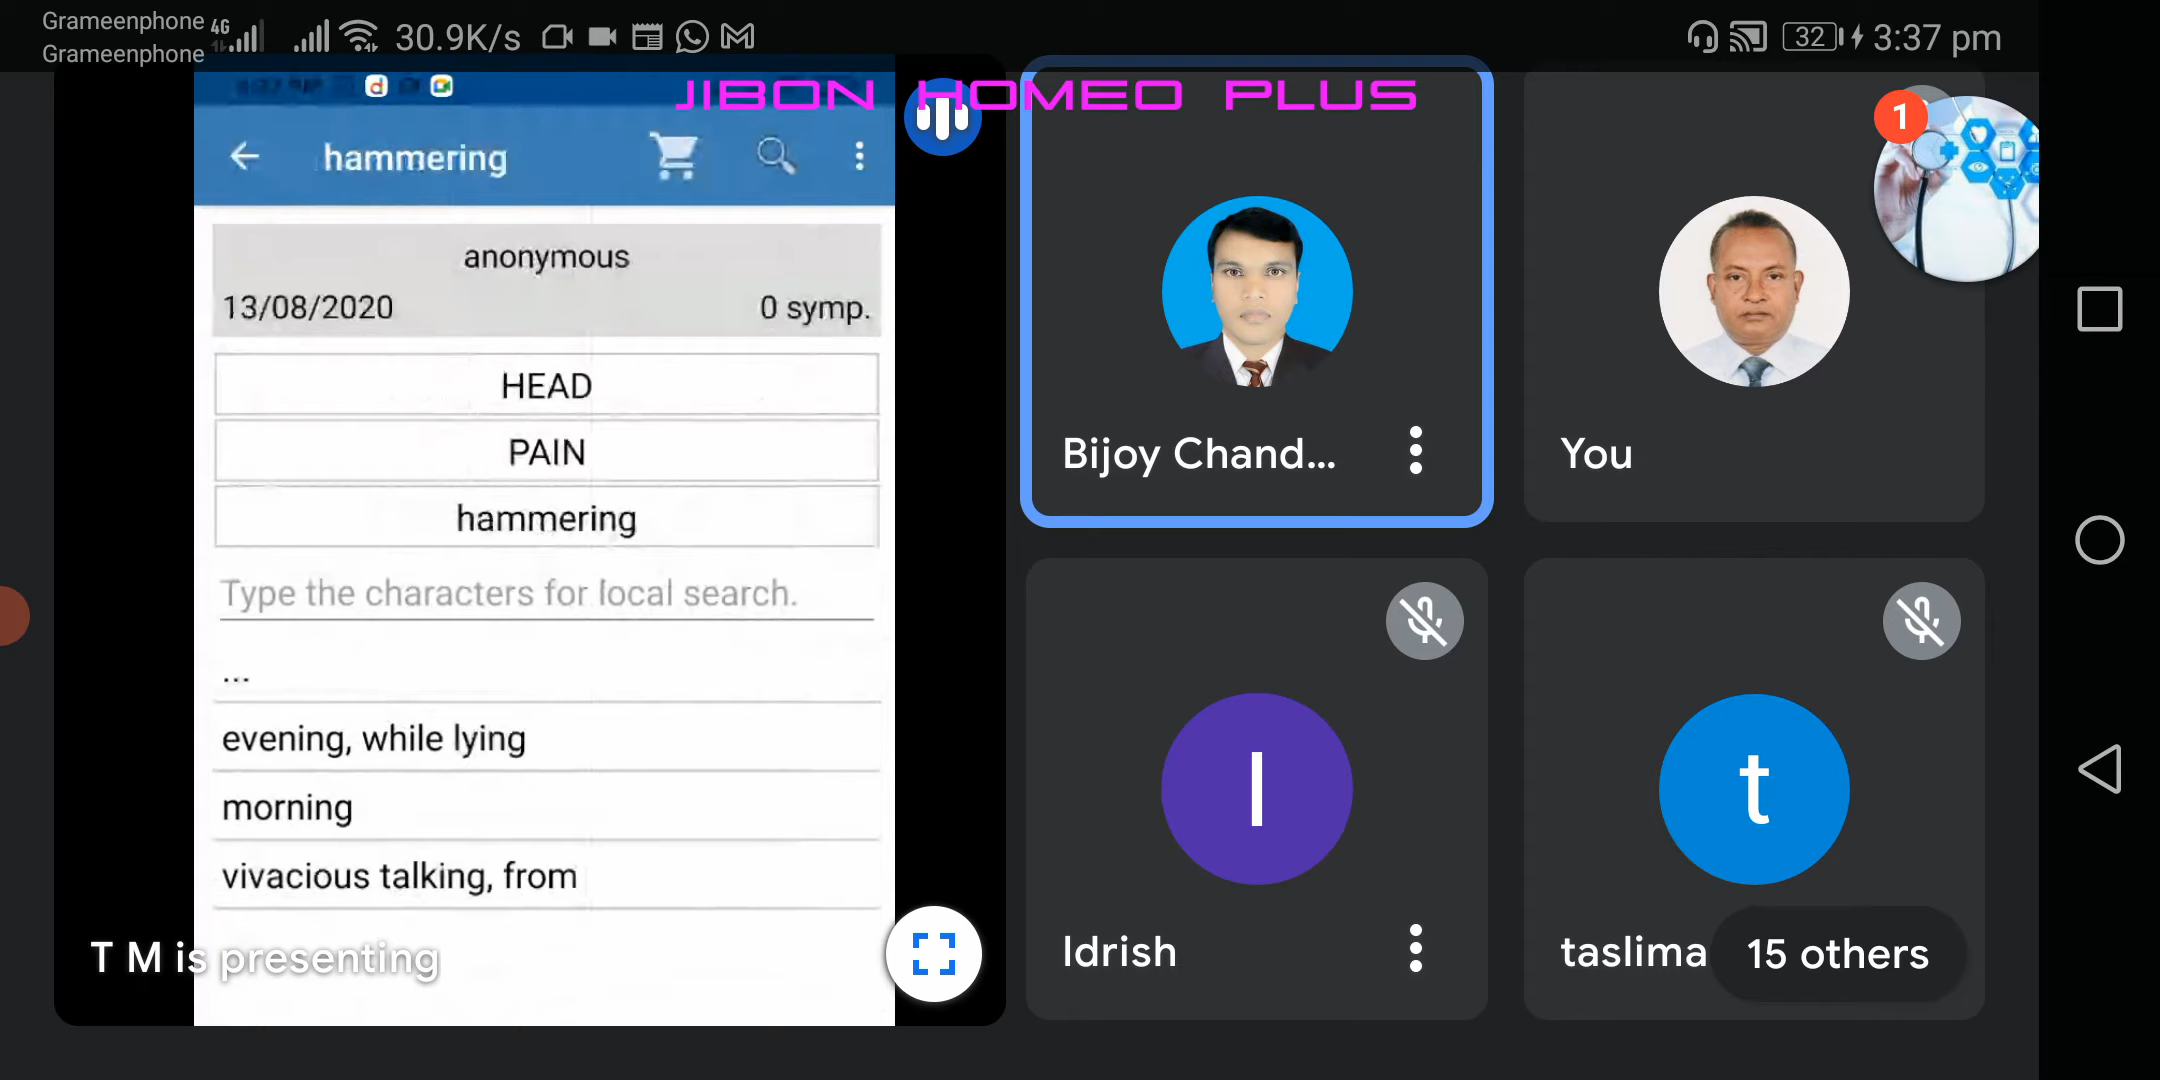 Grameenphone
Grameenphone
4G
30.9K/s
32
3:37 pm
JIBON HOMEO PLUS
hammering
anonymous
13/08/2020
0 symp.
HEAD
PAIN
hammering
Type the characters for local search.
...
evening, while lying
morning
vivacious talking, from
T M is presenting
Bijoy Chand...
You
1
I
Idrish
t
taslima
15 others